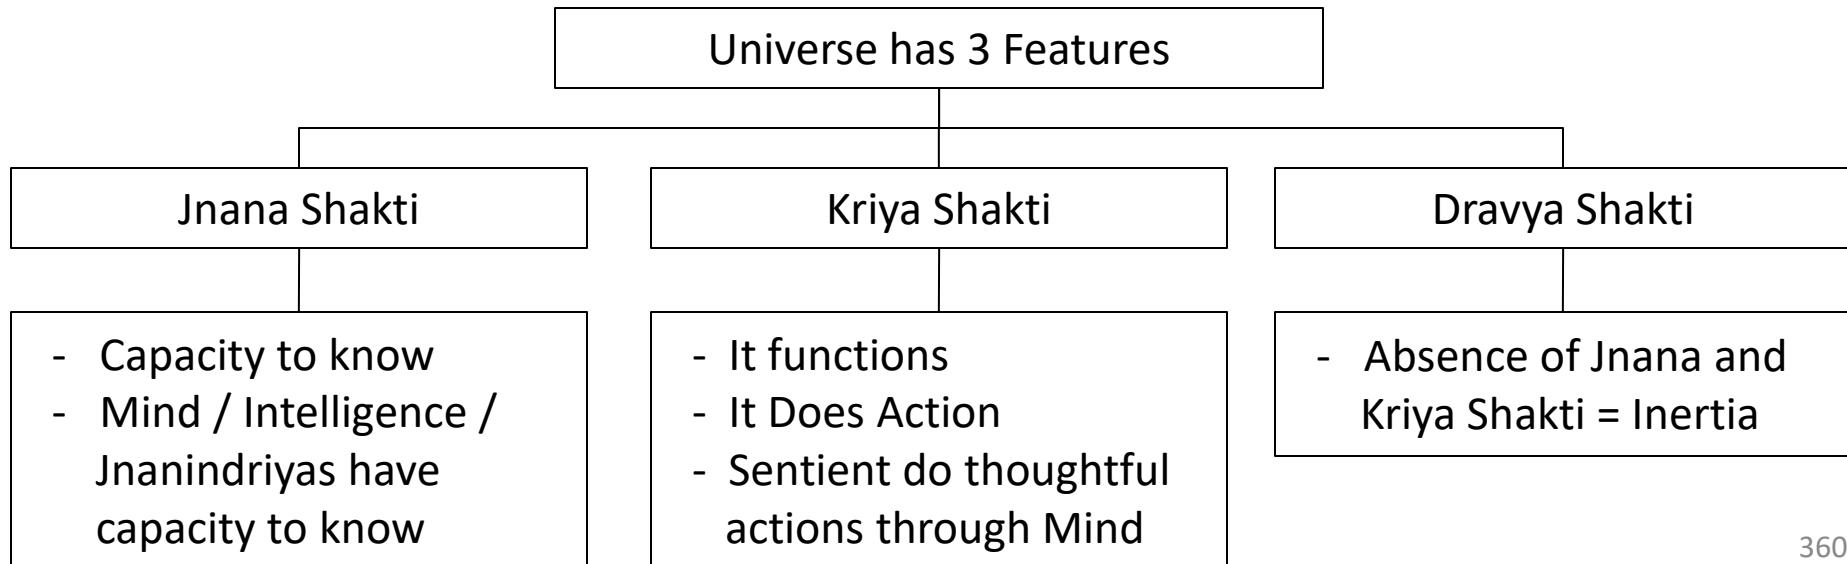 Universe has 3 Features
Jnana Shakti
Kriya Shakti
Dravya Shakti
- Capacity to know
- Mind / Intelligence /
Jnanindriyas have
capacity to know
- It functions
- It Does Action
- Sentient do thoughtful
actions through Mind
- Absence of Jnana and
Kriya Shakti = Inertia
360